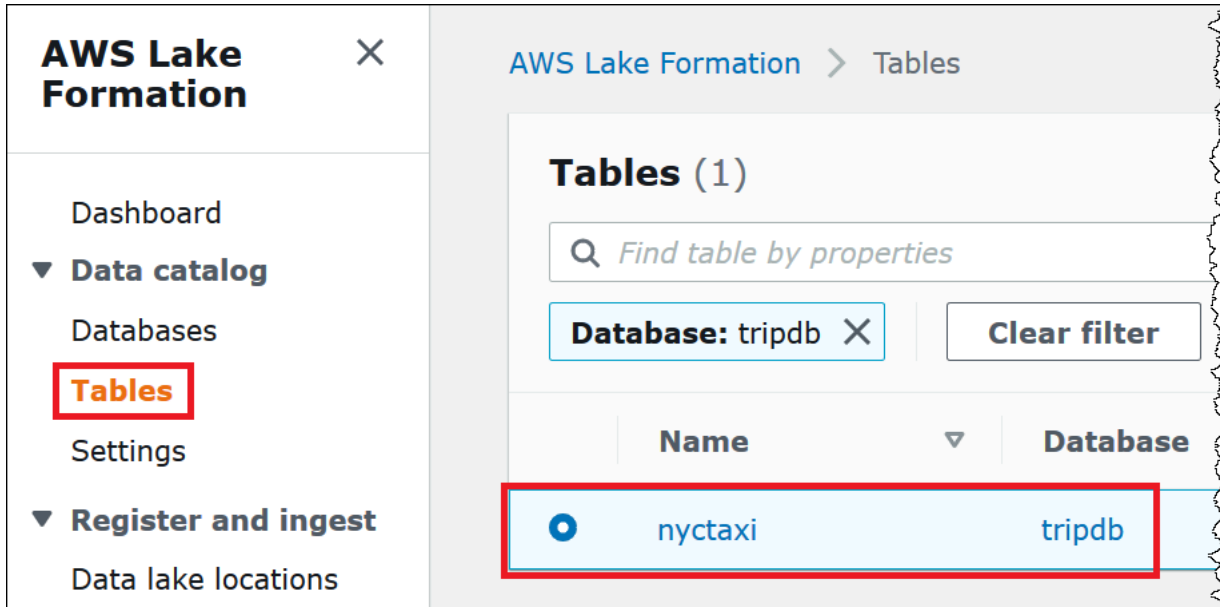 AWS Lake
Formation
Dashboard
Data catalog
Databases
Tables
Settings
Register and ingest
Data lake locations
AWS Lake Formation > Tables
Tables (1)
Find table by properties
Database: tripdb
Clear filter
Name Database
nyctaxi tripdb